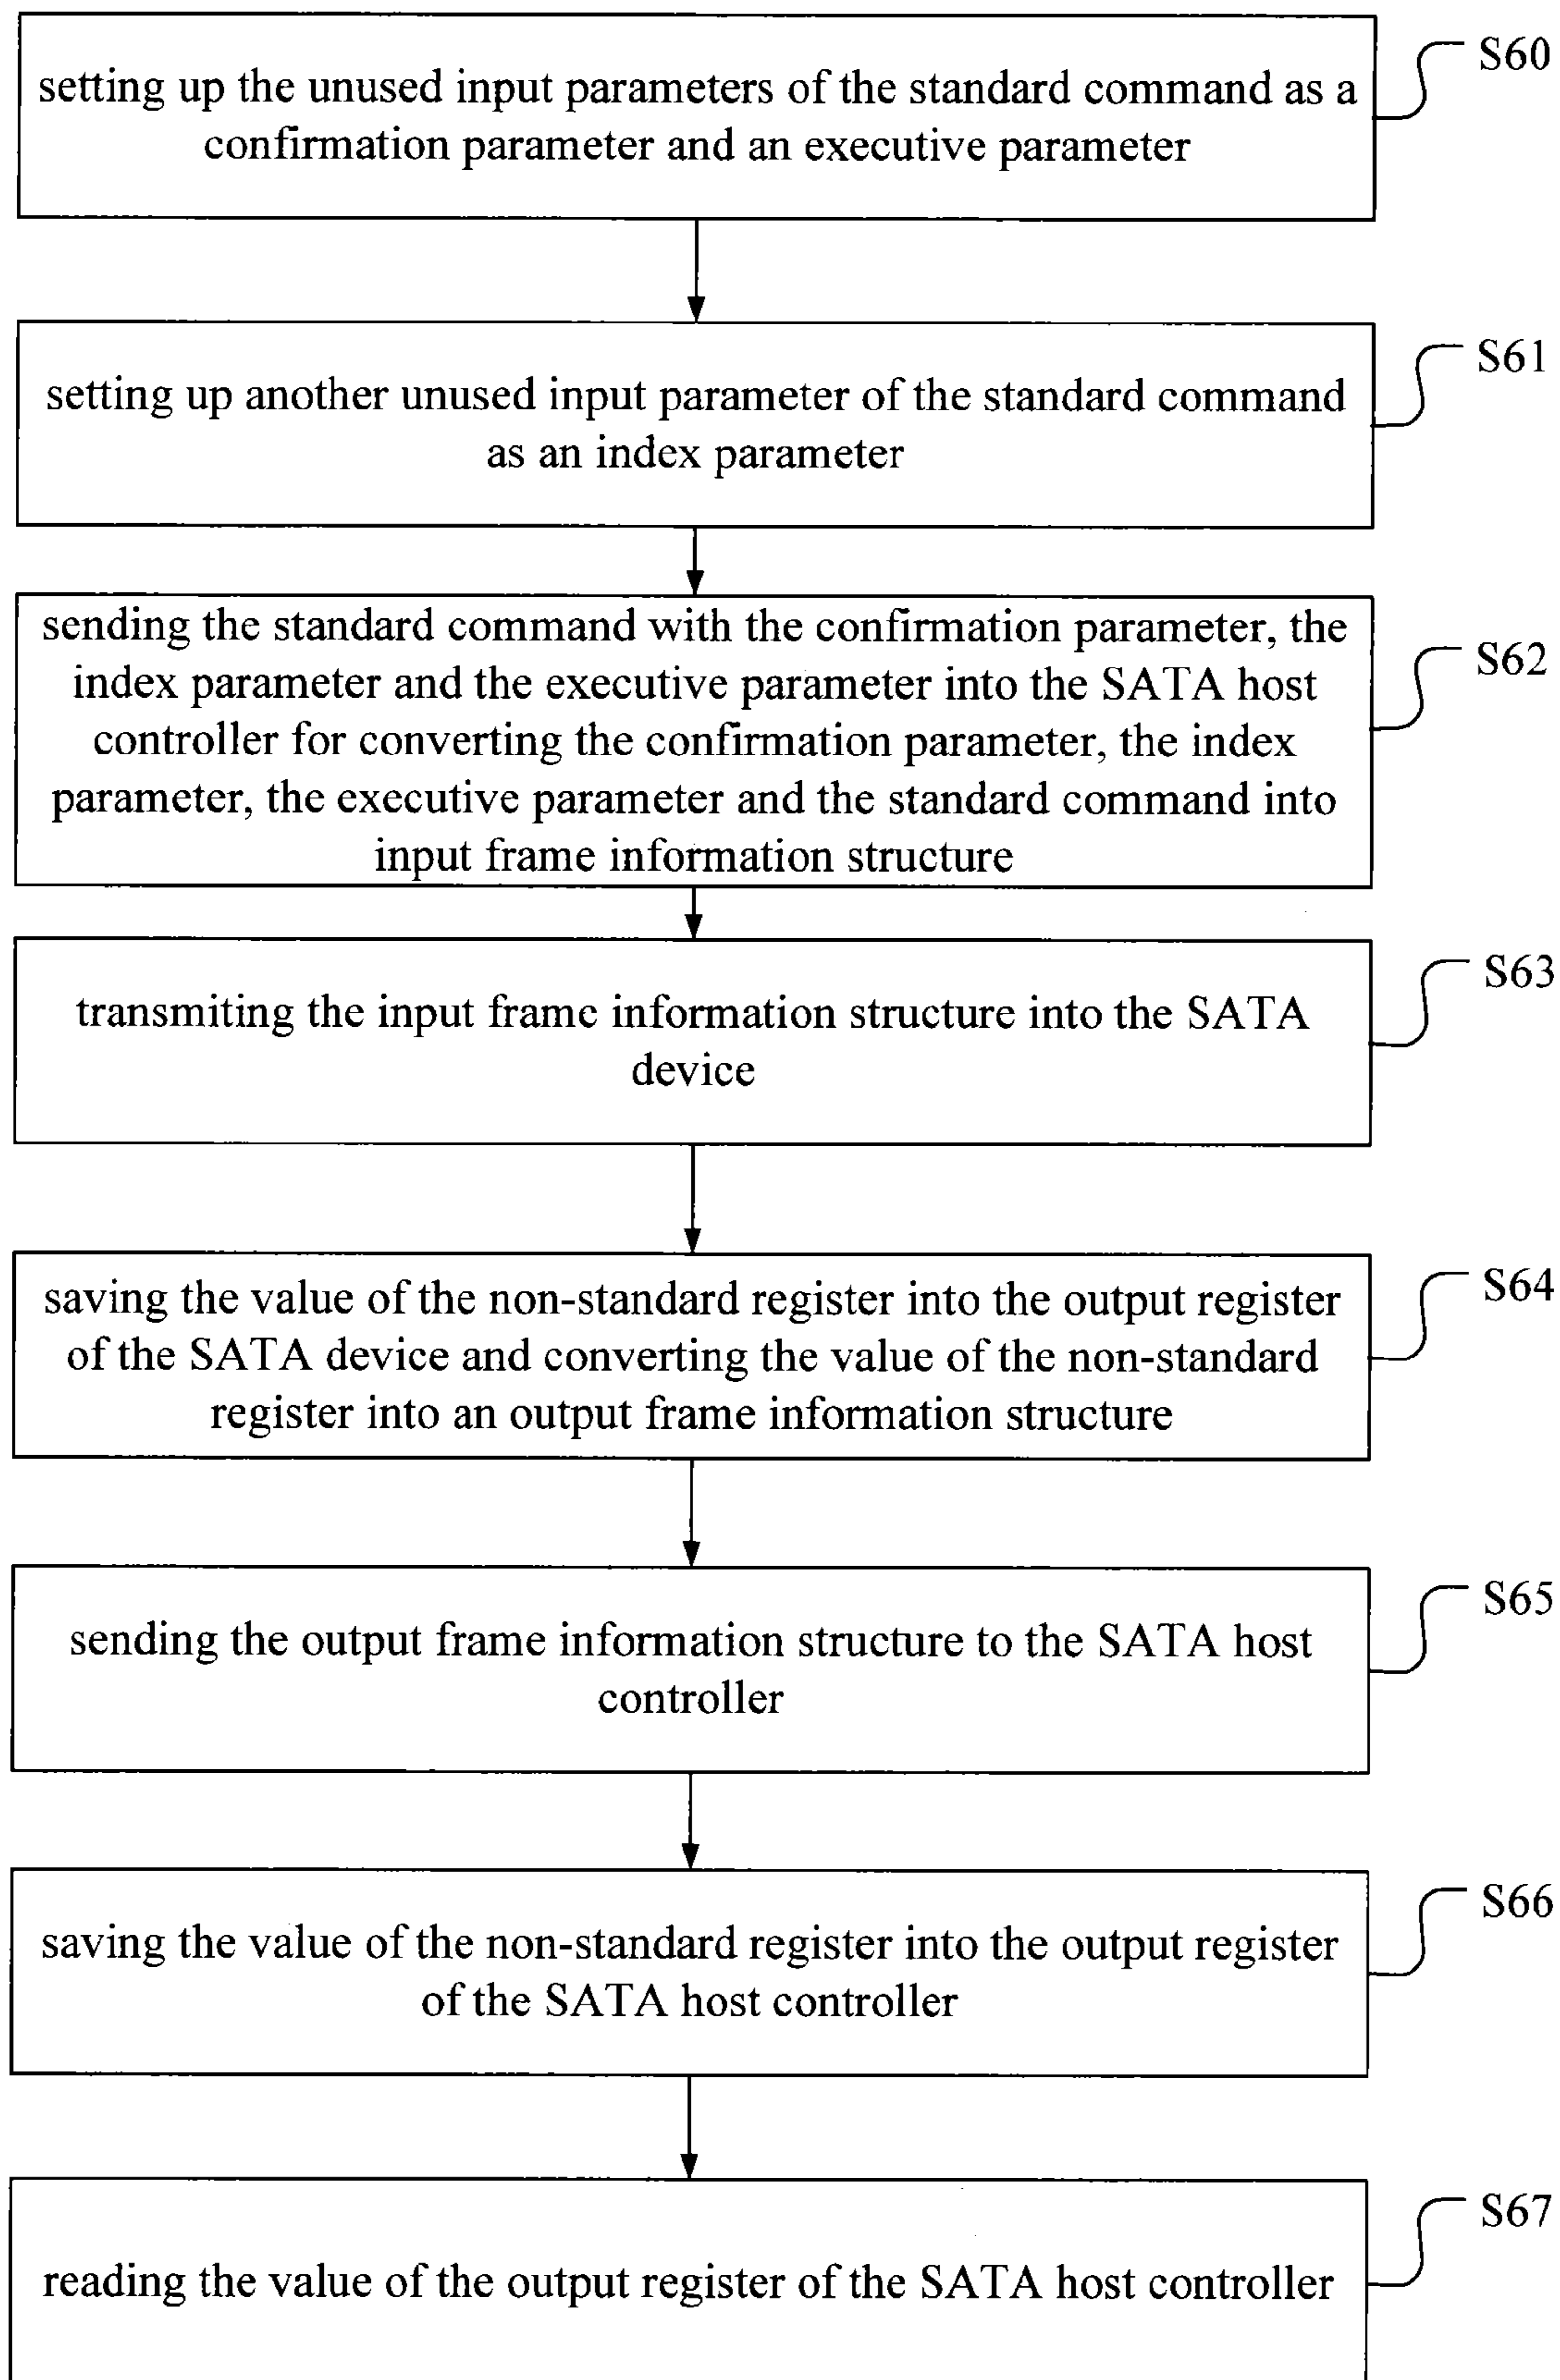 setting up the unused input parameters of the standard command as a
confirmation parameter and an executive parameter
S60
setting up another unused input parameter of the standard command
as an index parameter
S61
sending the standard command with the confirmation parameter, the
index parameter and the executive parameter into the SATA host
controller for converting the confirmation parameter, the index
parameter, the executive parameter and the standard command into
input frame information structure
S62
transmiting the input frame information structure into the SATA
device
S63
saving the value of the non-standard register into the output register
of the SATA device and converting the value of the non-standard
register into an output frame information structure
S64
sending the output frame information structure to the SATA host
controller
S65
saving the value of the non-standard register into the output register
of the SATA host controller
S66
reading the value of the output register of the SATA host controller
S67